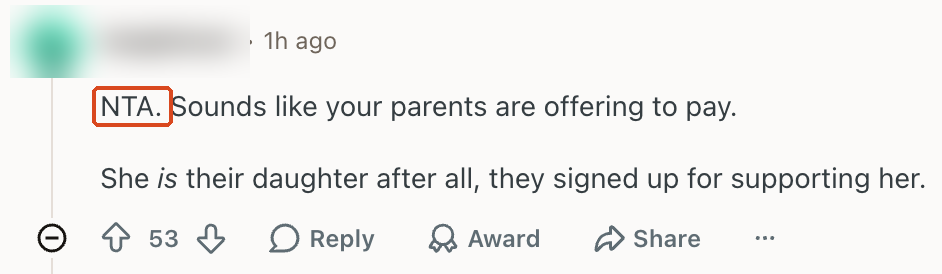 · 1h ago
NTA. Sounds like your parents are offering to pay.
She is their daughter after all, they signed up for supporting her.
53 Reply Award Share ...